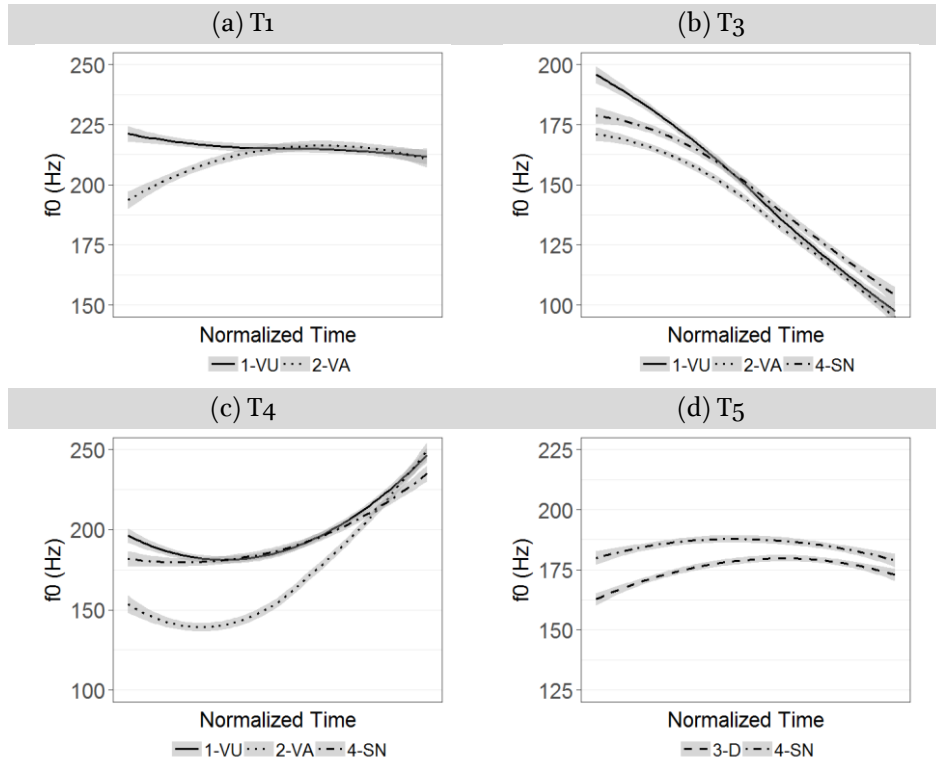 (a) T1
(b) T3
250
225
200
175
150
f0 (Hz)
Normalized Time
1-VU 2-VA
200
175
150
125
100
f0 (Hz)
Normalized Time
1-VU 2-VA 4-SN
(c) T4
(d) T5
250
200
150
100
f0 (Hz)
Normalized Time
1-VU 2-VA 4-SN
225
200
175
150
125
f0 (Hz)
Normalized Time
3-D 4-SN